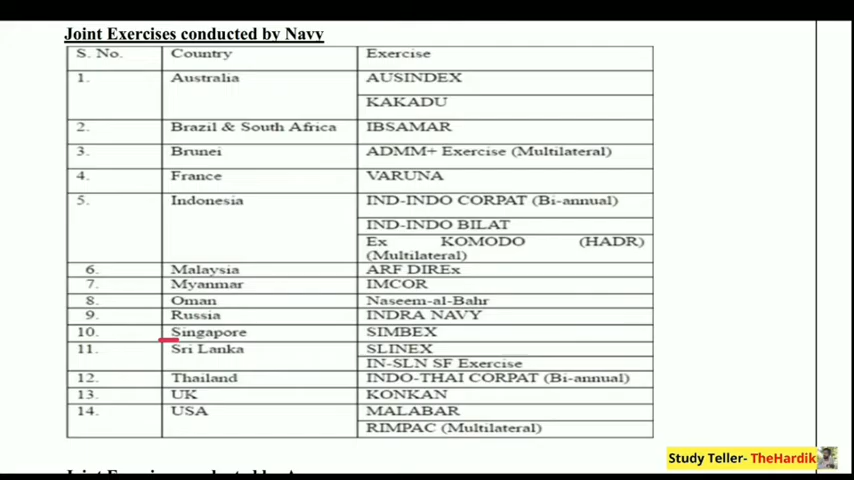 Joint Exercises conducted by Navy
S. No. Country Exercise
1. Australia AUSINDEX
KAKADU
2. Brazil & South Africa IBSAMAR
3. Brunei ADMM+ Exercise (Multilateral)
4. France VARUNA
5. Indonesia IND-INDO CORPAT (Bi-annual)
IND-INDO BILAT
Ex KOMODO (HADR)
(Multilateral)
6. Malaysia ARF DIREx
7. Myanmar IMCOR
8. Oman Naseem-al-Bahr
9. Russia INDRA NAVY
10. Singapore SIMBEX
11. Sri Lanka SLINEX
IN-SLN SF Exercise
12. Thailand INDO-THAI CORPAT (Bi-annual)
13. UK KONKAN
14. USA MALABAR
RIMPAC (Multilateral)
Study Teller- TheHardik